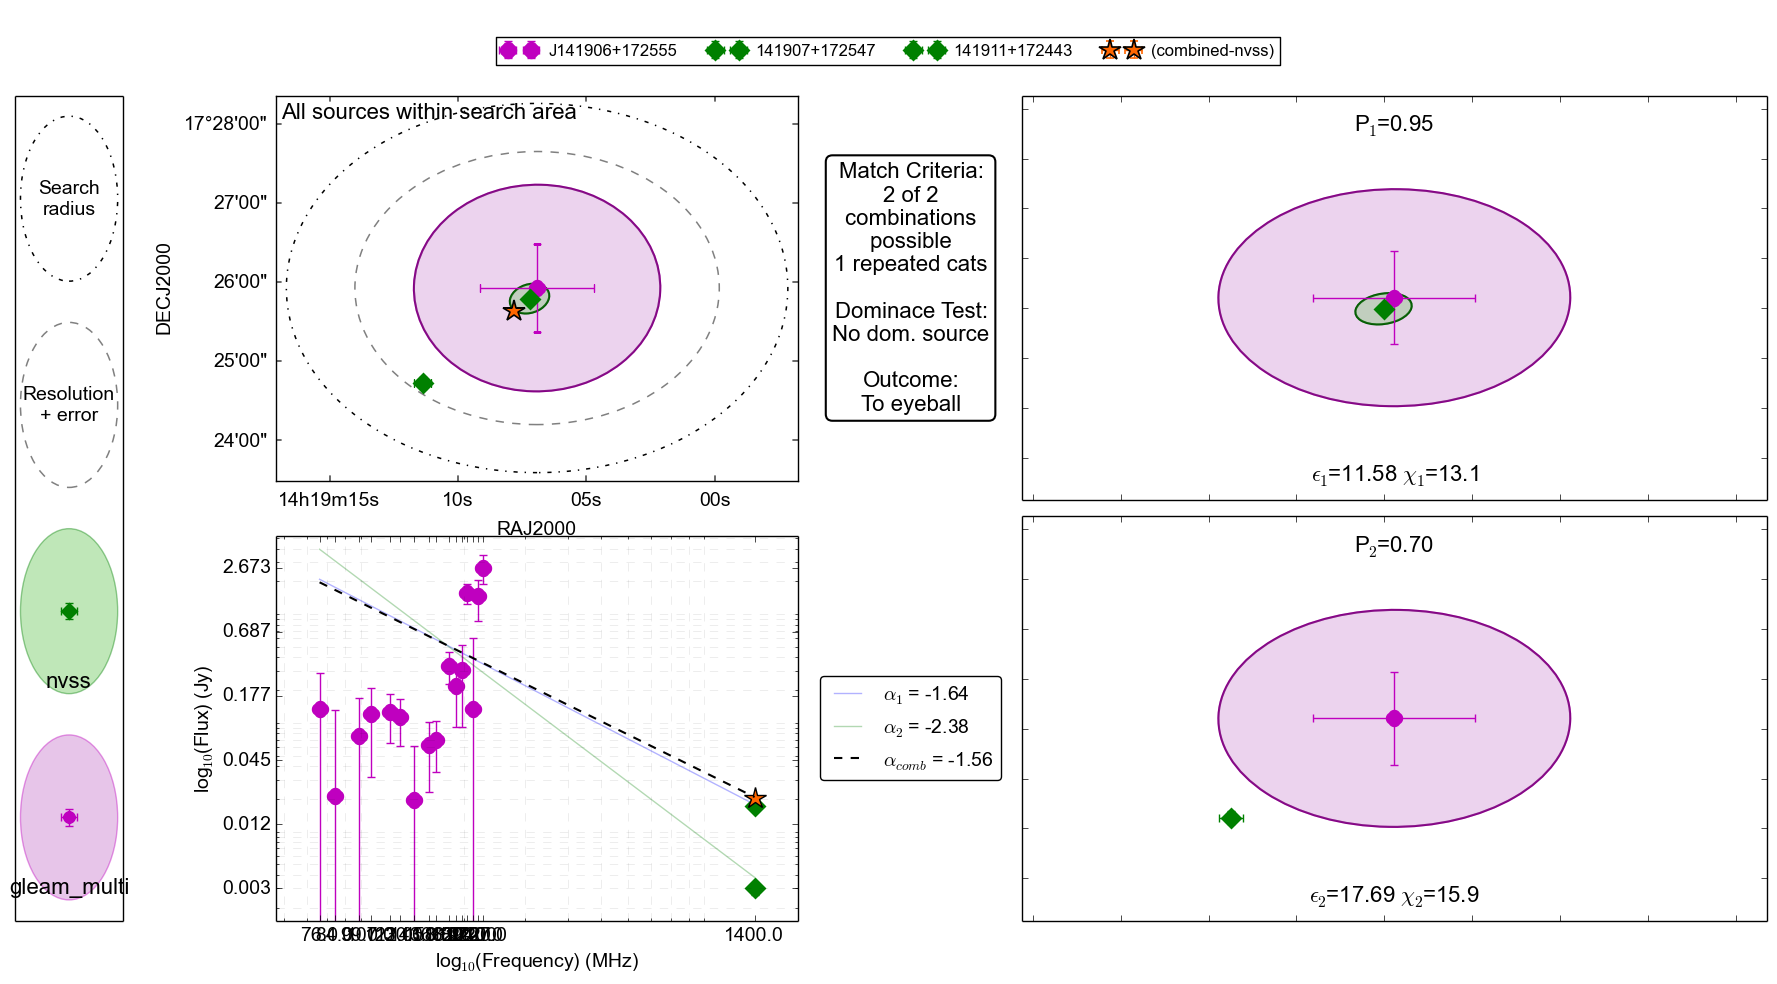 J141906+172555 141907+172547 141911+172443 (combined-nvss)
Search
radius
Resolution
+ error
nvss
gleam_multi
All sources within search area
17°28'00"
27'00"
26'00"
25'00"
24'00"
DECJ2000
14h19m15s 10s 05s 00s
RAJ2000
Match Criteria:
2 of 2
combinations
possible
1 repeated cats
Dominace Test:
No dom. source
Outcome:
To eyeball
P₁=0.95
ϵ₁=11.58 χ₁=13.1
P₂=0.70
ϵ₂=17.69 χ₂=15.9
2.673
0.687
0.177
0.045
0.012
0.003
log₁₀(Flux) (Jy)
1400.0
log₁₀(Frequency) (MHz)
α₁ = -1.64
α₂ = -2.38
α_comb = -1.56